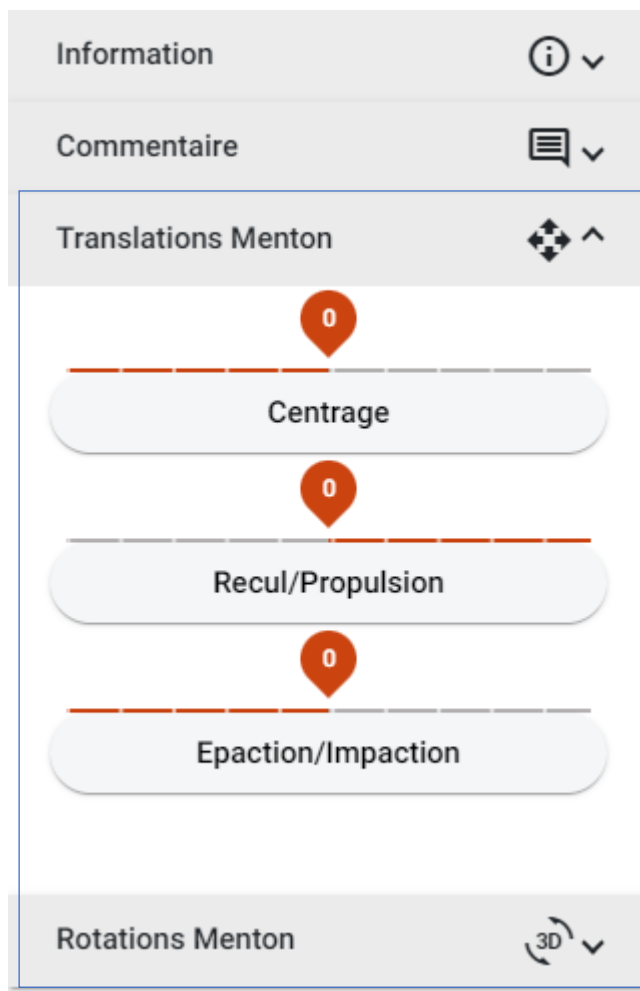 Information
Commentaire
Translations Menton
0
Centrage
0
Recul/Propulsion
0
Epaction/Impaction
Rotations Menton
3D